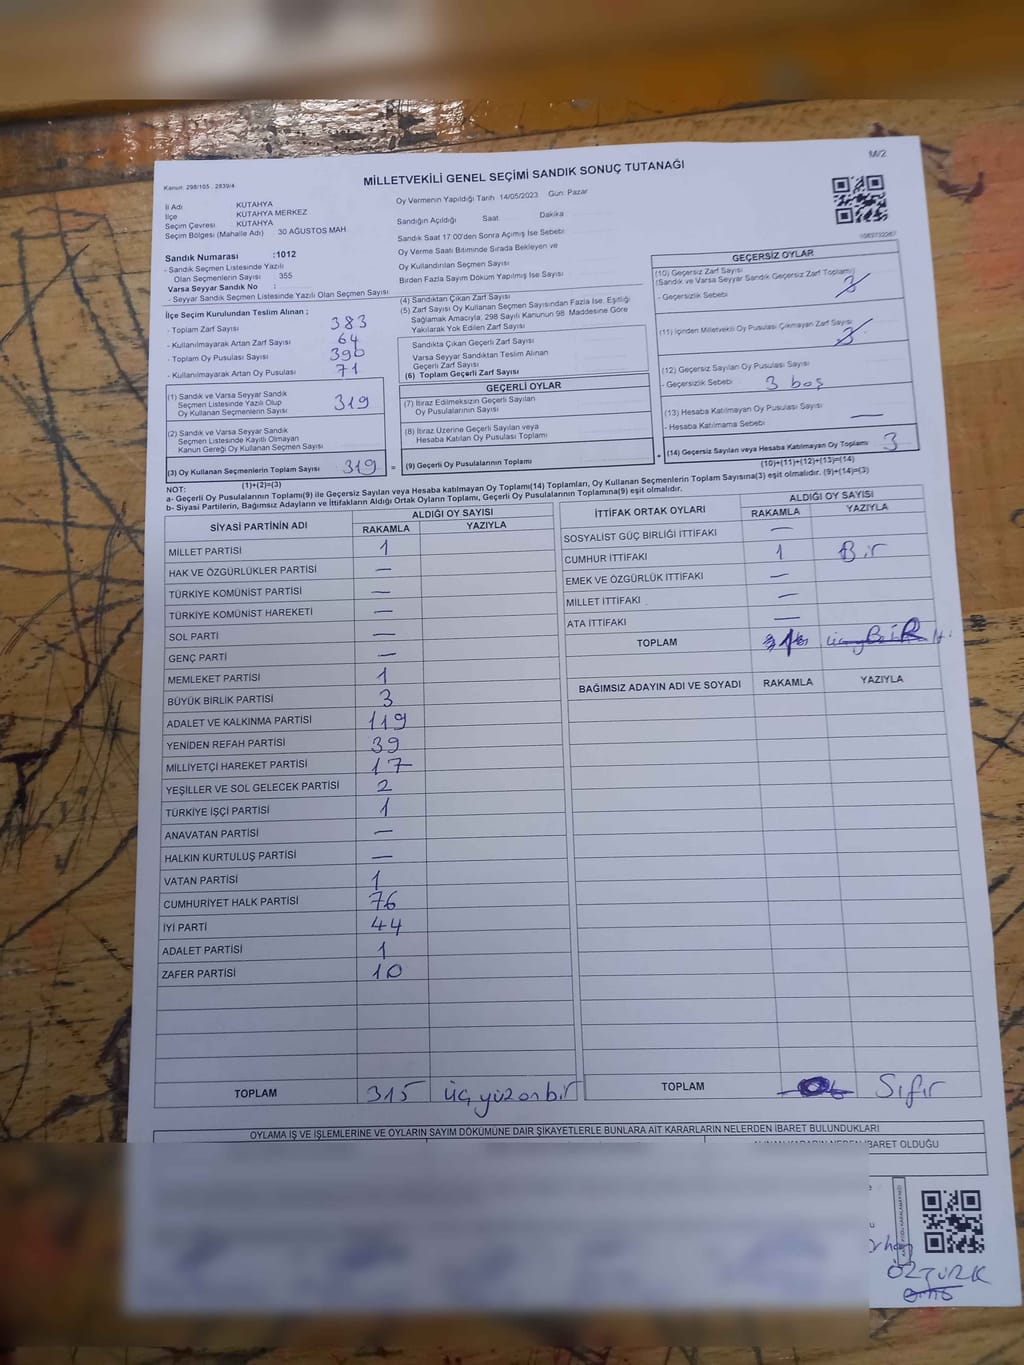 M/2
Kanun: 298/105 . 2839/4
MİLLETVEKİLİ GENEL SEÇİMİ SANDIK SONUÇ TUTANAĞI
İl Adı KÜTAHYA
İlçe KÜTAHYA MERKEZ
Seçim Çevresi KÜTAHYA
Seçim Bölgesi (Mahalle Adı) 30 AĞUSTOS MAH.
Sandık Numarası :1012
- Sandık Seçmen Listesinde Yazılı
Olan Seçmenlerin Sayısı : 355
Varsa Seyyar Sandık No :
- Seyyar Sandık Seçmen Listesinde Yazılı Olan Seçmen Sayısı
İlçe Seçim Kurulundan Teslim Alınan ;
- Toplam Zarf Sayısı 383
- Kullanılmayarak Artan Zarf Sayısı 64
- Toplam Oy Pusulası Sayısı 390
- Kullanılmayarak Artan Oy Pusulası 71
(1) Sandık ve Varsa Seyyar Sandık
Seçmen Listesinde Yazılı Olup
Oy Kullanan Seçmenlerin Sayısı 319
(2) Sandık ve Varsa Seyyar Sandık
Seçmen Listesinde Kayıtlı Olmayan
Kanun Gereği Oy Kullanan Seçmen Sayısı
(3) Oy Kullanan Seçmenlerin Toplam Sayısı 319 =
(1)+(2)=(3)
Oy Vermenin Yapıldığı Tarih 14/05/2023 Gün: Pazar
Sandığın Açıldığı Saat Dakika
Sandık Saat 17:00'den Sonra Açımış İse Sebebi
Oy Verme Saati Bitiminde Sırada Bekleyen ve
Oy Kullandırılan Seçmen Sayısı
Birden Fazla Sayım Döküm Yapılmış İse Sayısı
(4) Sandıktan Çıkan Zarf Sayısı
(5) Zarf Sayısı Oy Kullanan Seçmen Sayısından Fazla İse, Eşitliği
Sağlamak Amacıyla, 298 Sayılı Kanunun 98. Maddesine Göre
Yakılarak Yok Edilen Zarf Sayısı
Sandıkta Çıkan Geçerli Zarf Sayısı
Varsa Seyyar Sandıktan Teslim Alınan
Geçerli Zarf Sayısı
(6) Toplam Geçerli Zarf Sayısı
GEÇERLİ OYLAR
(7) İtiraz Edilmeksizin Geçerli Sayılan
Oy Pusulalarının Sayısı
(8) İtiraz Üzerine Geçerli Sayılan veya
Hesaba Katılan Oy Pusulası Toplamı
(9) Geçerli Oy Pusulalarının Toplamı +
GEÇERSİZ OYLAR
(10) Geçersiz Zarf Sayısı
(Sandık ve Varsa Seyyar Sandık Geçersiz Zarf Toplamı)
- Geçersizlik Sebebi 3
(11) İçinden Milletvekili Oy Pusulası Çıkmayan Zarf Sayısı 3
(12) Geçersiz Sayılan Oy Pusulası Sayısı
- Geçersizlik Sebebi 3 boş
(13) Hesaba Katılmayan Oy Pusulası Sayısı
- Hesaba Katılmama Sebebi —
(14) Geçersiz Sayılan veya Hesaba Katılmayan Oy Toplamı 3
(10)+(11)+(12)+(13)=(14)
NOT:
a- Geçerli Oy Pusulalarının Toplamı(9) ile Geçersiz Sayılan veya Hesaba katılmayan Oy Toplamı(14) Toplamları, Oy Kullanan Seçmenlerin Toplam Sayısına(3) eşit olmalıdır. (9)+(14)=(3)
b- Siyasi Partilerin, Bağımsız Adayların ve İttifakların Aldığı Ortak Oyların Toplamı, Geçerli Oy Pusulalarının Toplamına(9) eşit olmalıdır.
SİYASİ PARTİNİN ADI ALDIĞI OY SAYISI
RAKAMLA YAZIYLA
MİLLET PARTİSİ 1
HAK VE ÖZGÜRLÜKLER PARTİSİ —
TÜRKİYE KOMÜNİST PARTİSİ —
TÜRKİYE KOMÜNİST HAREKETİ —
SOL PARTİ —
GENÇ PARTİ —
MEMLEKET PARTİSİ 1
BÜYÜK BİRLİK PARTİSİ 3
ADALET VE KALKINMA PARTİSİ 119
YENİDEN REFAH PARTİSİ 39
MİLLİYETÇİ HAREKET PARTİSİ 17
YEŞİLLER VE SOL GELECEK PARTİSİ 2
TÜRKİYE İŞÇİ PARTİSİ 1
ANAVATAN PARTİSİ —
HALKIN KURTULUŞ PARTİSİ —
VATAN PARTİSİ 1
CUMHURİYET HALK PARTİSİ 76
İYİ PARTİ 44
ADALET PARTİSİ 1
ZAFER PARTİSİ 10
TOPLAM 315 üçyüzonbir
İTTİFAK ORTAK OYLARI ALDIĞI OY SAYISI
RAKAMLA YAZIYLA
SOSYALİST GÜÇ BİRLİĞİ İTTİFAKI —
CUMHUR İTTİFAKI 1 Bir
EMEK VE ÖZGÜRLÜK İTTİFAKI —
MİLLET İTTİFAKI —
ATA İTTİFAKI —
TOPLAM BİR
BAĞIMSIZ ADAYIN ADI VE SOYADI RAKAMLA YAZIYLA
TOPLAM Sıfır
OYLAMA İŞ VE İŞLEMLERİNE VE OYLARIN SAYIM DÖKÜMÜNE DAİR ŞİKAYETLERLE BUNLARA AİT KARARLARIN NELERDEN İBARET BULUNDUKLARI
İBARET OLDUĞU
ÖZTÜRK